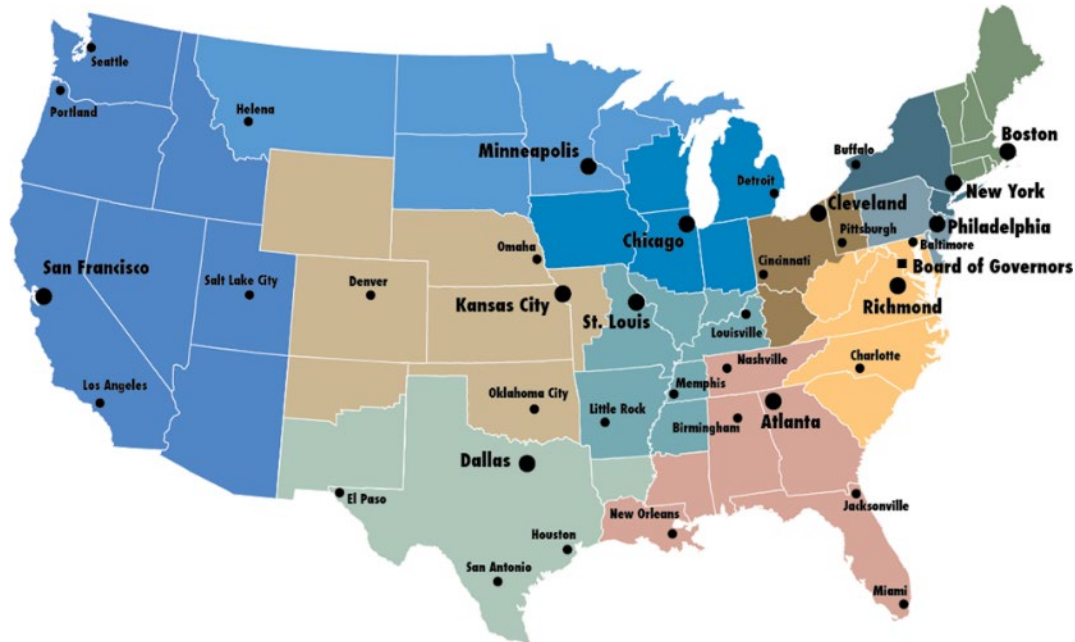 Seattle
Portland
Helena
Minneapolis
Buffalo
Boston
Detroit
New York
Cleveland
Chicago
Pittsburgh
Philadelphia
Baltimore
Omaha
San Francisco
Salt Lake City
Denver
Kansas City
St. Louis
Cincinnati
Board of Governors
Richmond
Louisville
Los Angeles
Oklahoma City
Little Rock
Memphis
Nashville
Charlotte
Birmingham
Atlanta
Dallas
El Paso
Houston
San Antonio
New Orleans
Jacksonville
Miami